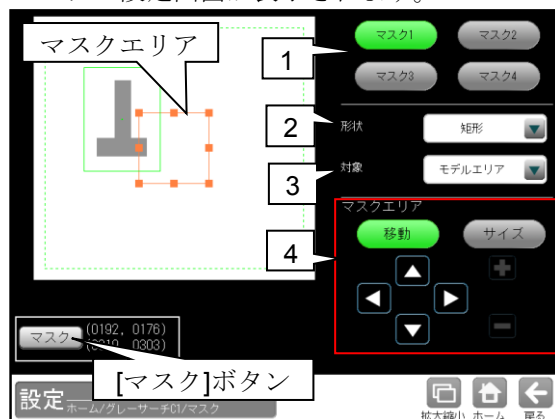 マスクエリア
1
マスク1
マスク2
マスク3
マスク4
2
形状
矩形
3
対象
モデルエリア
マスクエリア
4
移動
サイズ
マスク
(0192, 0176)
[マスク]ボタン
設定
ホーム/グレーサーチC1/マスク
拡大縮小
ホーム
戻る